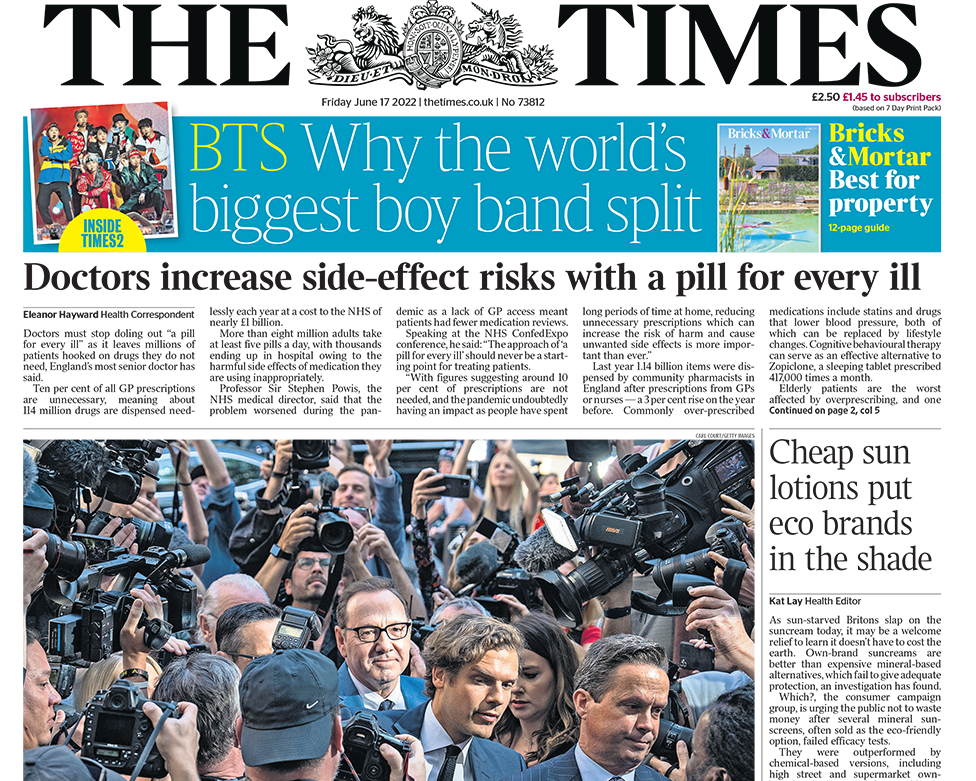 THE TIMES
DIEU·ET MON·DROIT
Friday June 17 2022 | thetimes.co.uk | No 73812
£2.50 £1.45 to subscribers
(based on 7 Day Print Pack)
INSIDE
TIMES2
BTS Why the world’s
biggest boy band split
Bricks&Mortar
Bricks
&Mortar
Best for
property
12-page guide
Doctors increase side-effect risks with a pill for every ill
Eleanor Hayward Health Correspondent
Doctors must stop doling out “a pill
for every ill” as it leaves millions of
patients hooked on drugs they do not
need, England’s most senior doctor has
said.
Ten per cent of all GP prescriptions
are unnecessary, meaning about
114 million drugs are dispensed need-
lessly each year at a cost to the NHS of
nearly £1 billion.
More than eight million adults take
at least five pills a day, with thousands
ending up in hospital owing to the
harmful side effects of medication they
are using inappropriately.
Professor Sir Stephen Powis, the
NHS medical director, said that the
problem worsened during the pan-
demic as a lack of GP access meant
patients had fewer medication reviews.
Speaking at the NHS ConfedExpo
conference, he said: “The approach of ‘a
pill for every ill’ should never be a start-
ing point for treating patients.
“With figures suggesting around 10
per cent of prescriptions are not
needed, and the pandemic undoubtedly
having an impact as people have spent
long periods of time at home, reducing
unnecessary prescriptions which can
increase the risk of harm and cause
unwanted side effects is more impor-
tant than ever.”
Last year 1.14 billion items were dis-
pensed by community pharmacists in
England after prescriptions from GPs
or nurses — a 3 per cent rise on the year
before. Commonly over-prescribed
medications include statins and drugs
that lower blood pressure, both of
which can be replaced by lifestyle
changes. Cognitive behavioural therapy
can serve as an effective alternative to
Zopiclone, a sleeping tablet prescribed
417,000 times a month.
Elderly patients are the worst
affected by overprescribing, and one
Continued on page 2, col 5
CARL COURT/GETTY IMAGES
Cheap sun
lotions put
eco brands
in the shade
Kat Lay Health Editor
As sun-starved Britons slap on the
suncream today, it may be a welcome
relief to learn it doesn’t have to cost the
earth. Own-brand suncreams are
better than expensive mineral-based
alternatives, which fail to give adequate
protection, an investigation has found.
Which?, the consumer campaign
group, is urging the public not to waste
money after several mineral sun-
screens, often sold as the eco-friendly
option, failed efficacy tests.
They were outperformed by
chemical-based versions, including
high street and supermarket own-